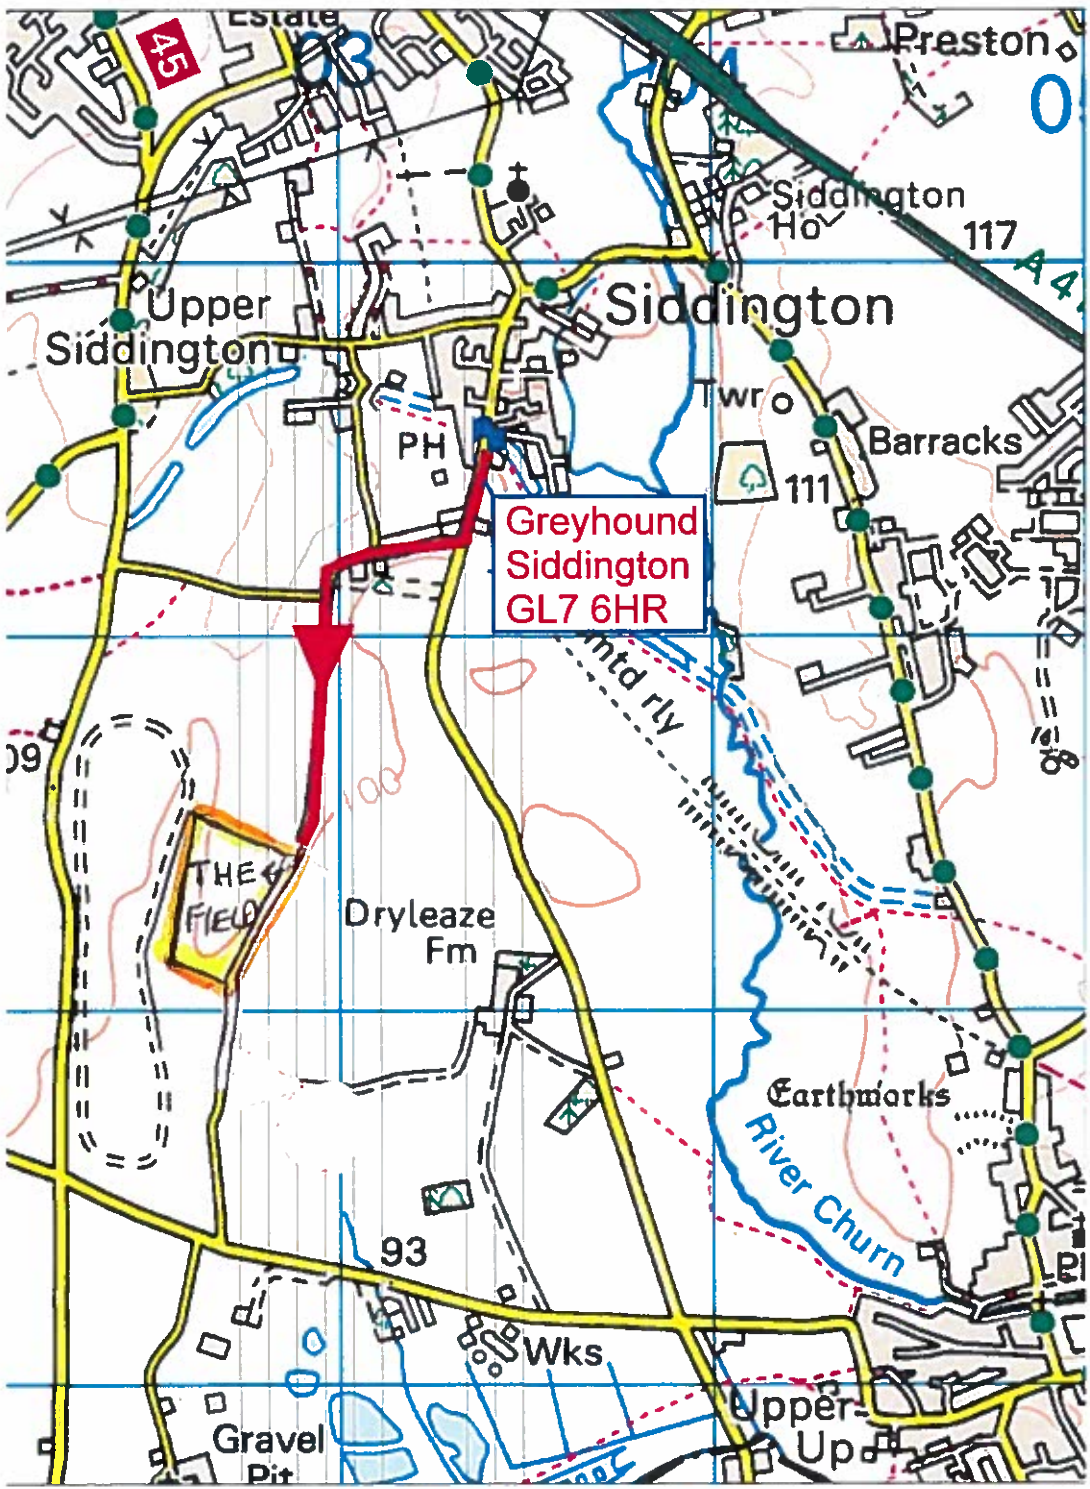 Estate
45
03
4
Preston
0
Siddington
Ho
117
A 4
Upper
Siddington
Siddington
Twr
PH
Barracks
111
Greyhound
Siddington
GL7 6HR
mtd rly
09
100
THE
FIELD
Dryleaze
Fm
Earthworks
River Churn
93
Wks
Upper
Up
Gravel
Pit